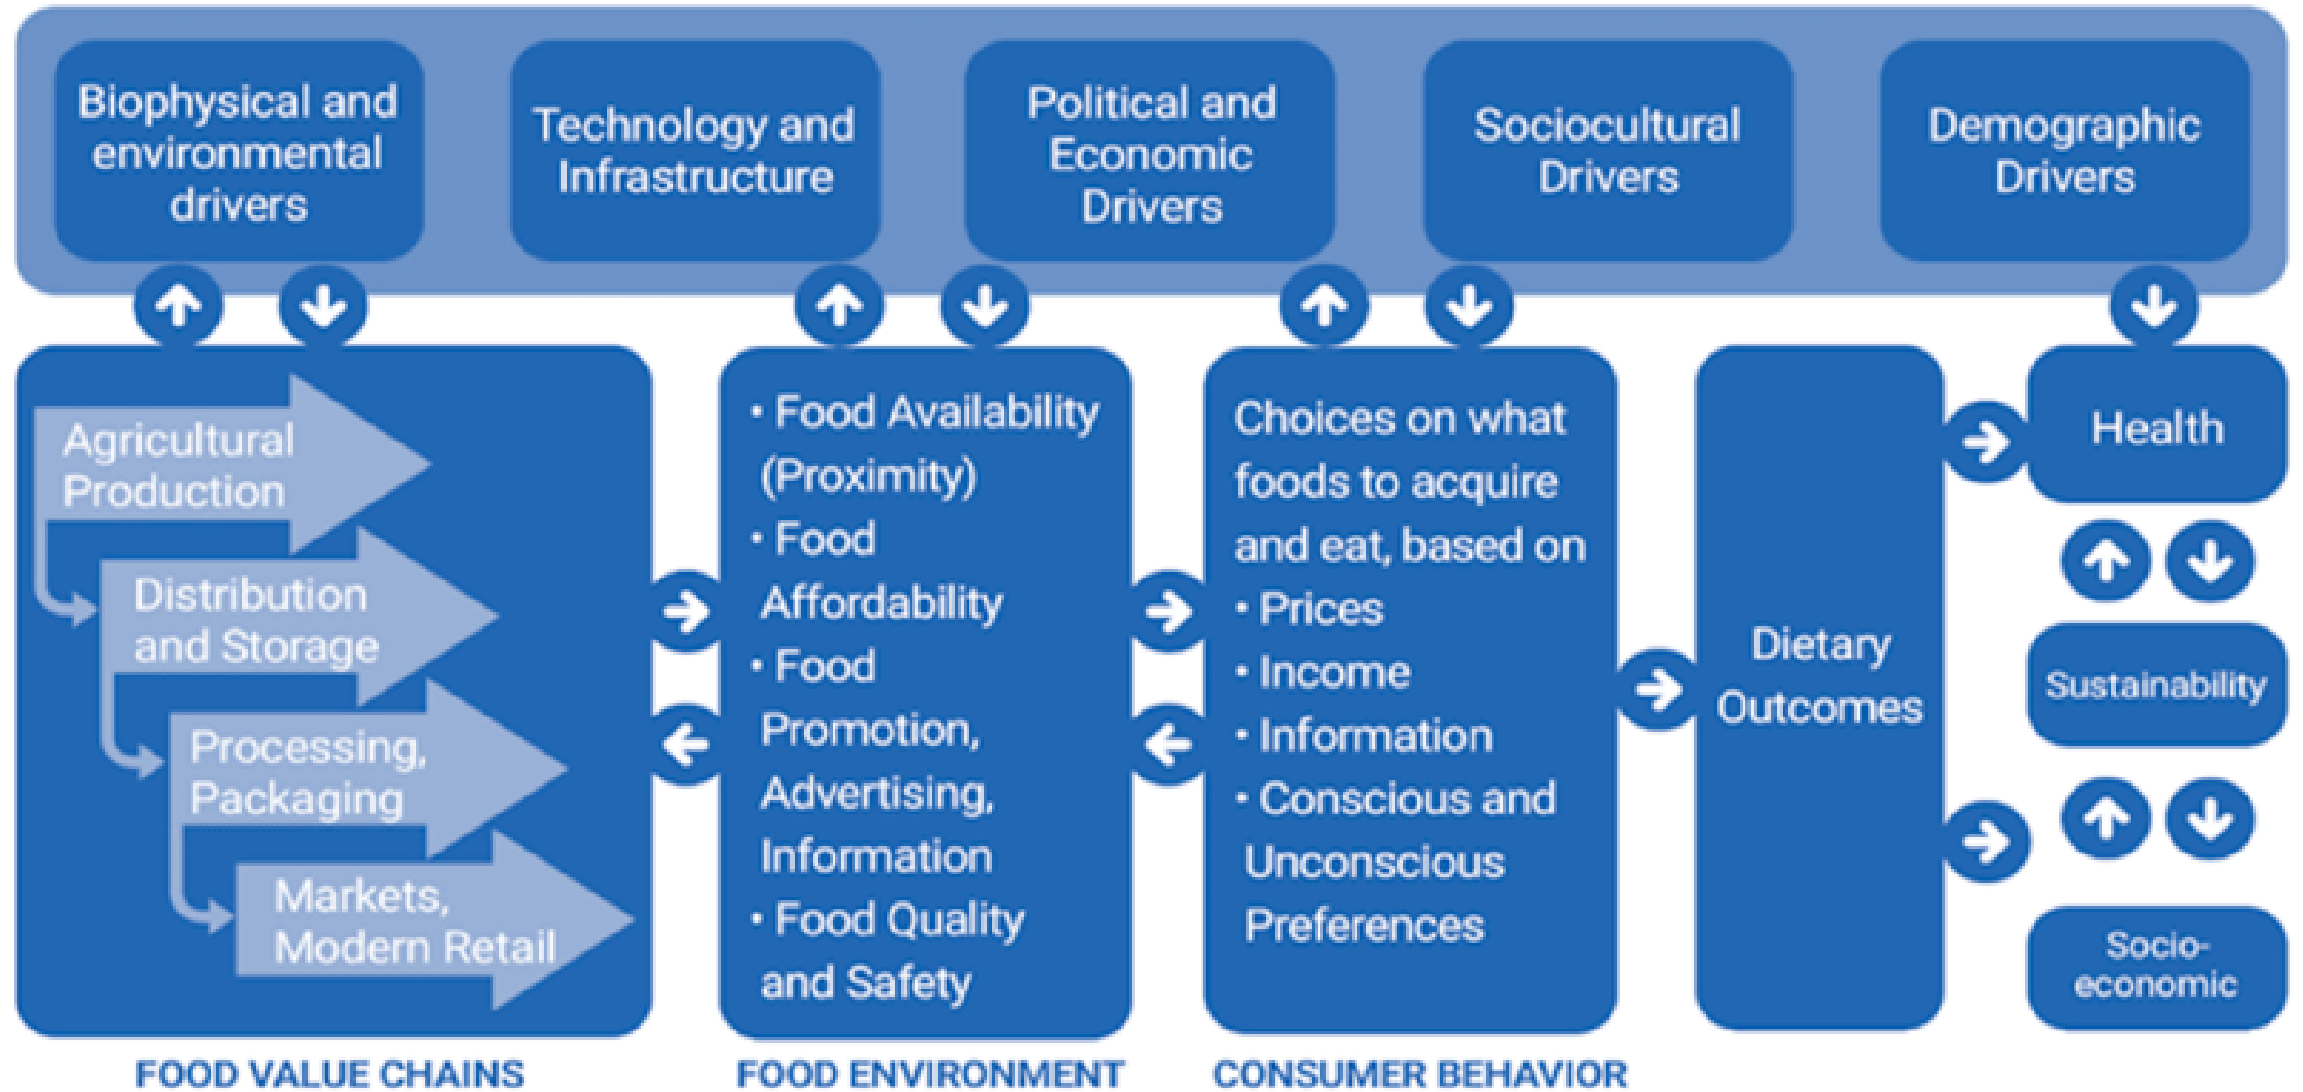 Biophysical and
environmental
drivers
Technology and
Infrastructure
Political and
Economic
Drivers
Sociocultural
Drivers
Demographic
Drivers
Agricultural
Production
Distribution
and Storage
Processing,
Packaging
Markets,
Modern Retail
FOOD VALUE CHAINS
• Food Availability
(Proximity)
• Food
Affordability
• Food
Promotion,
Advertising,
Information
• Food Quality
and Safety
FOOD ENVIRONMENT
Choices on what
foods to acquire
and eat, based on
• Prices
• Income
• Information
• Conscious and
Unconscious
Preferences
CONSUMER BEHAVIOR
Dietary
Outcomes
Health
Sustainability
Socio-
economic